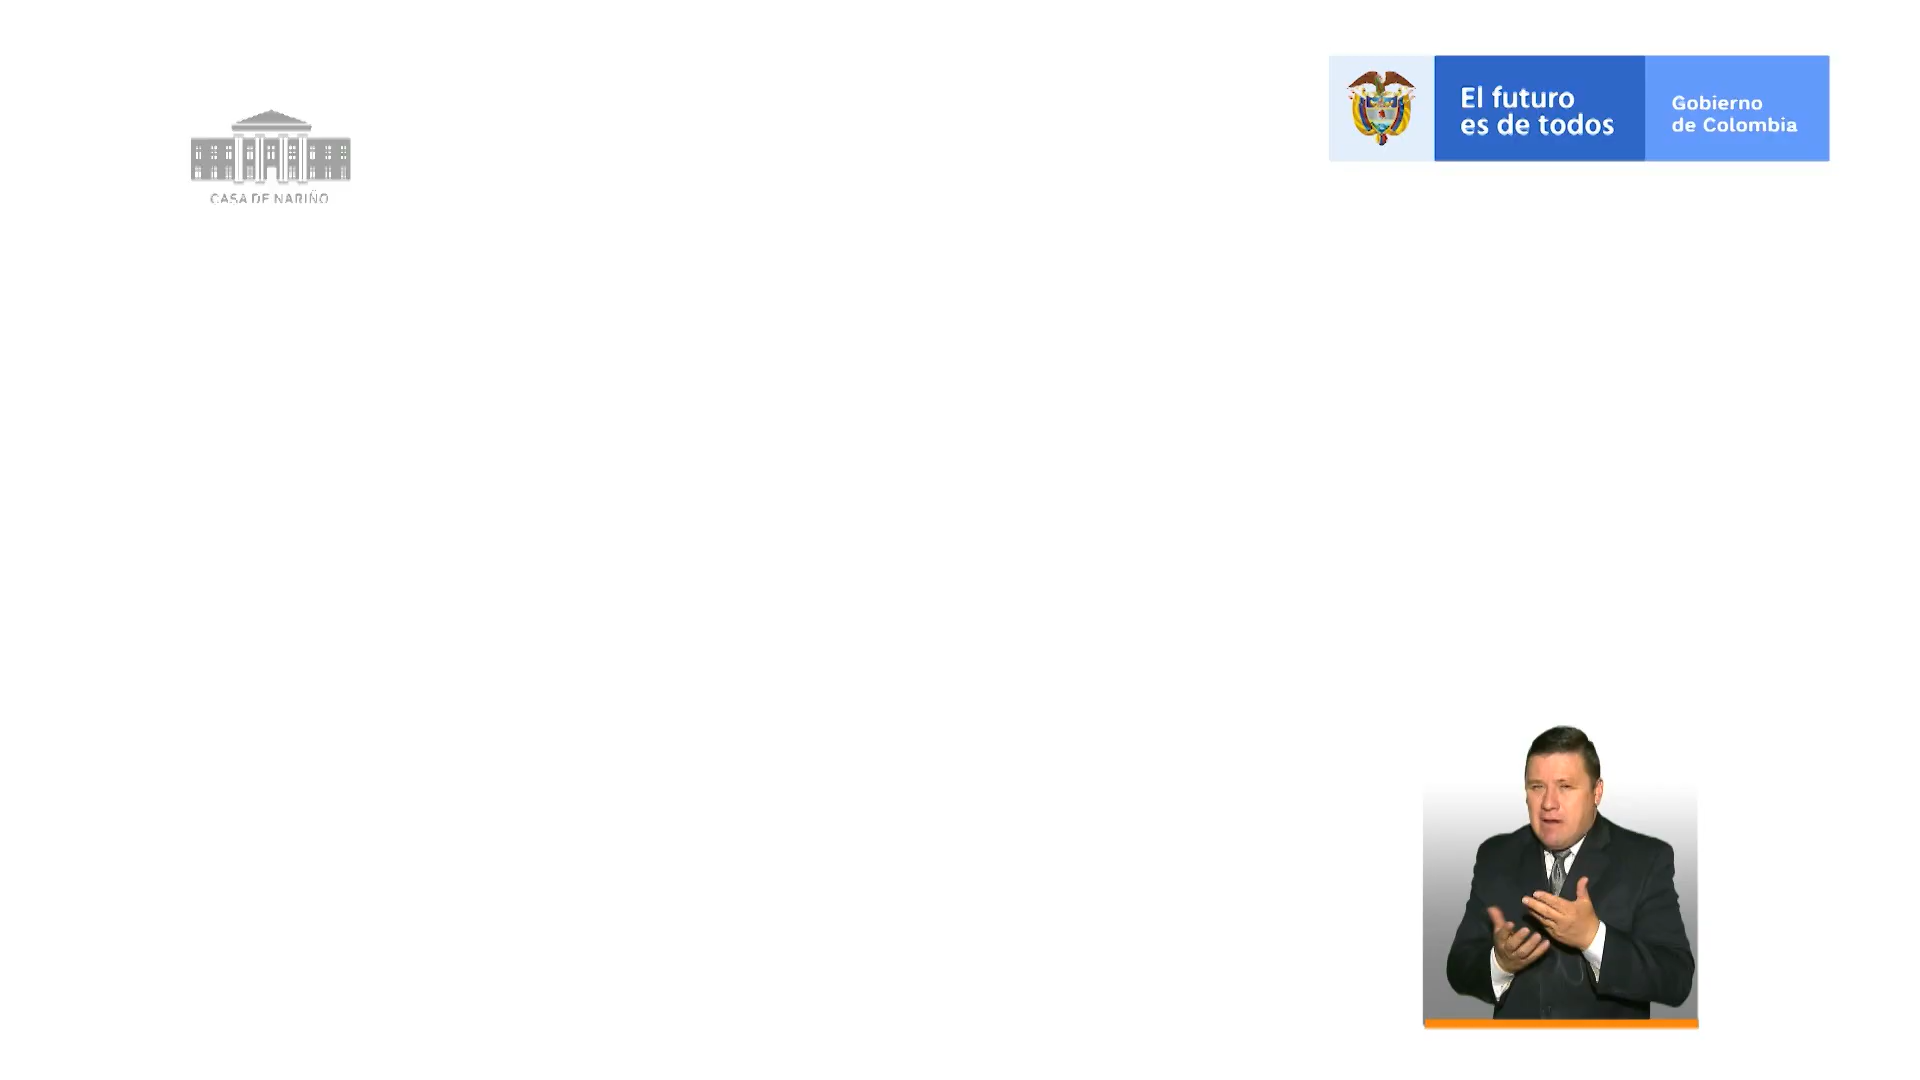 El futuro
es de todos
Gobierno
de Colombia
CASA DE NARIÑO